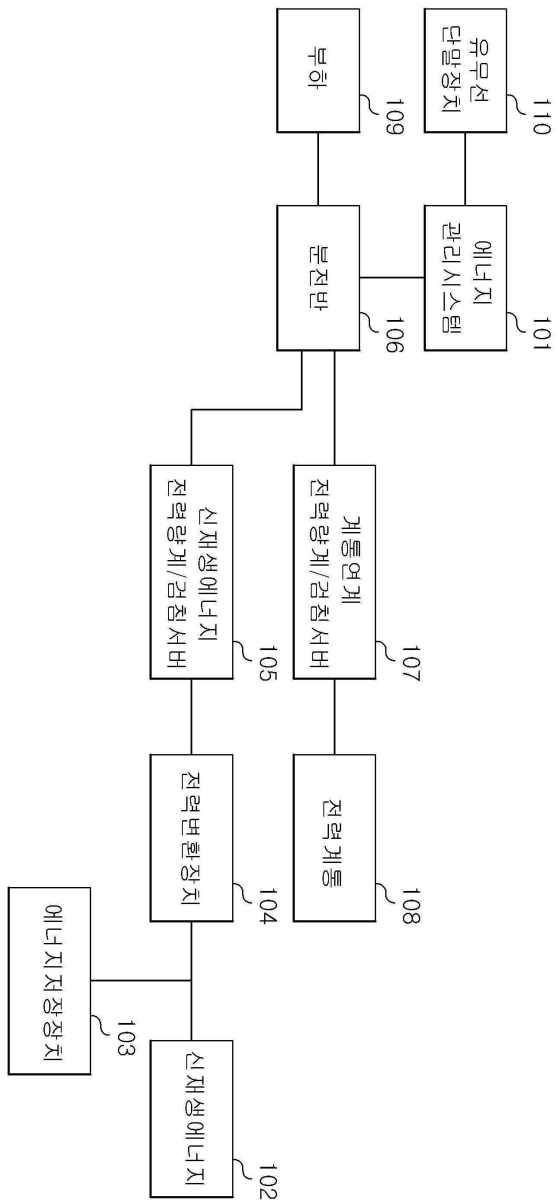 110
유무선
단말장치
101
에너지
관리시스템
109
부하
106
분전반
107
계통연계
전력량계/검침서버
108
전력계통
105
신재생에너지
전력량계/검침서버
104
전력변환장치
102
신재생에너지
103
에너지저장장치